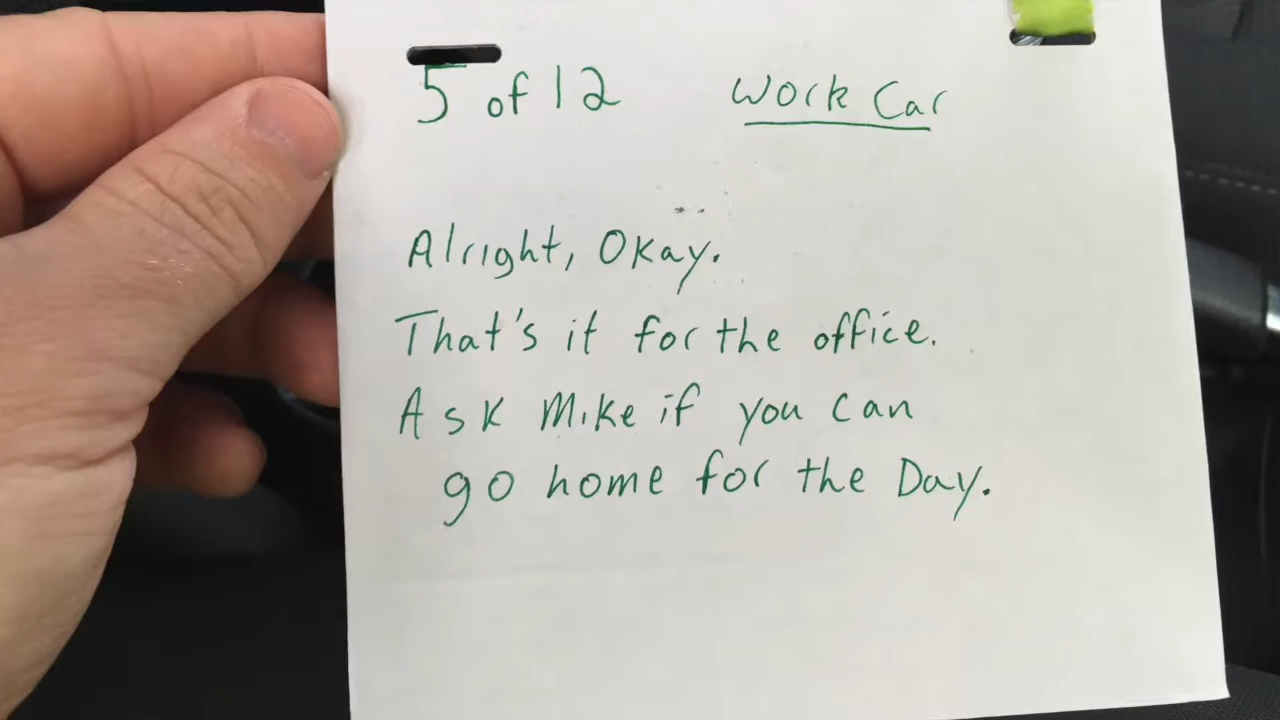 5 of 12 Work Car
Alright, Okay.
That's it for the office.
Ask Mike if you can
go home for the Day.